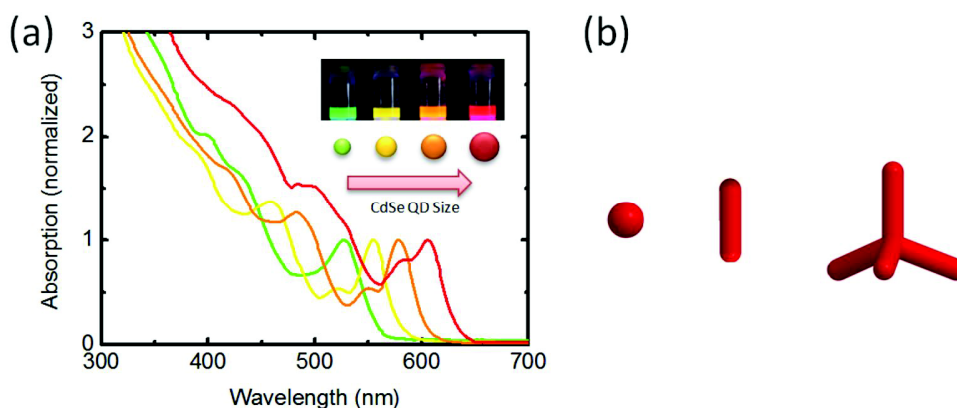 (a)
3
2
1
0
Absorption (normalized)
CdSe QD Size
300 400 500 600 700
Wavelength (nm)
(b)